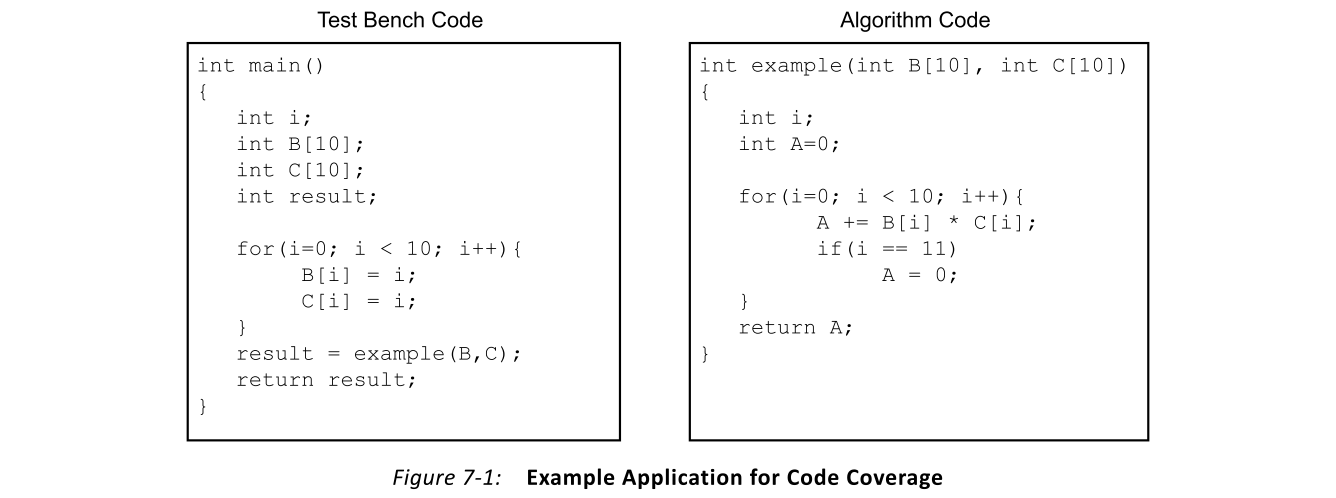 Test Bench Code
int main()
{
int i;
int B[10];
int C[10];
int result;
for(i=0; i < 10; i++){
B[i] = i;
C[i] = i;
}
result = example(B,C);
return result;
}
Algorithm Code
int example(int B[10], int C[10])
{
int i;
int A=0;
for(i=0; i < 10; i++){
A += B[i] * C[i];
if(i == 11)
A = 0;
}
return A;
}
Figure 7-1: Example Application for Code Coverage